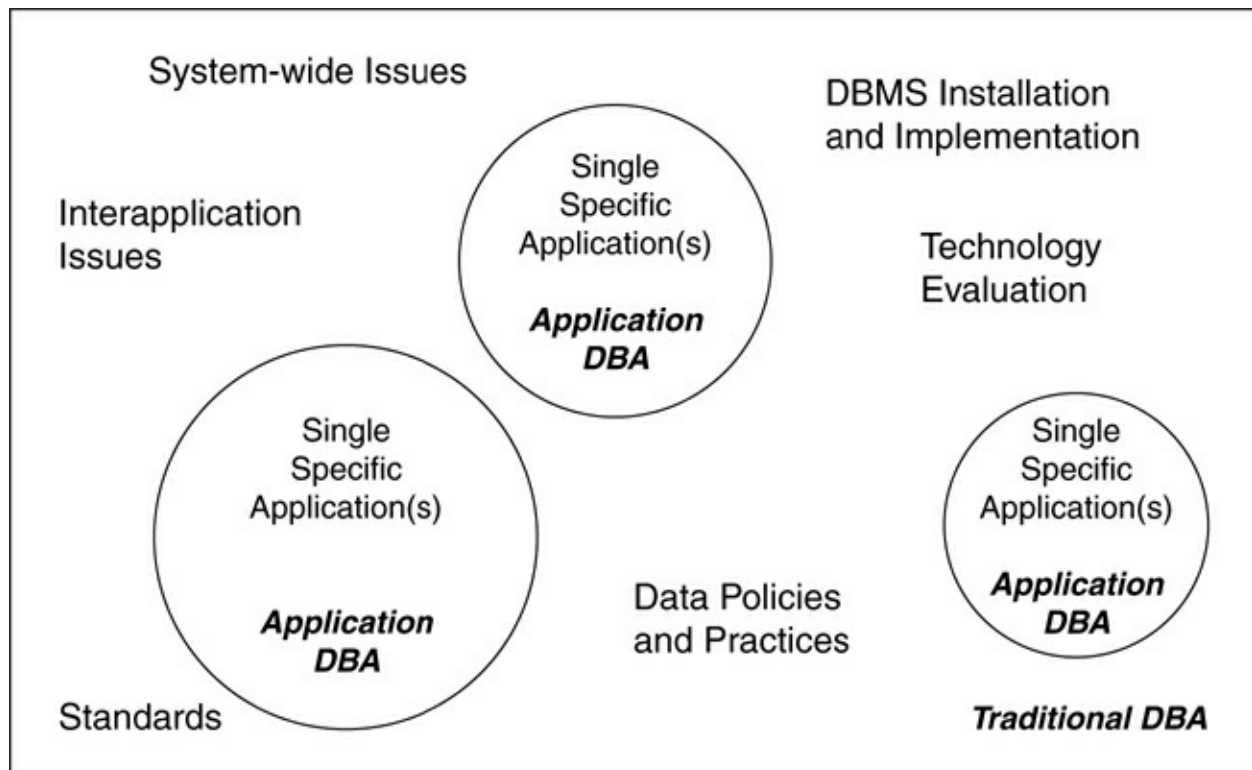 System-wide Issues
DBMS Installation
and Implementation
Interapplication
Issues
Single
Specific
Application(s)
Application
DBA
Technology
Evaluation
Single
Specific
Application(s)
Application
DBA
Single
Specific
Application(s)
Application
DBA
Data Policies
and Practices
Standards
Traditional DBA